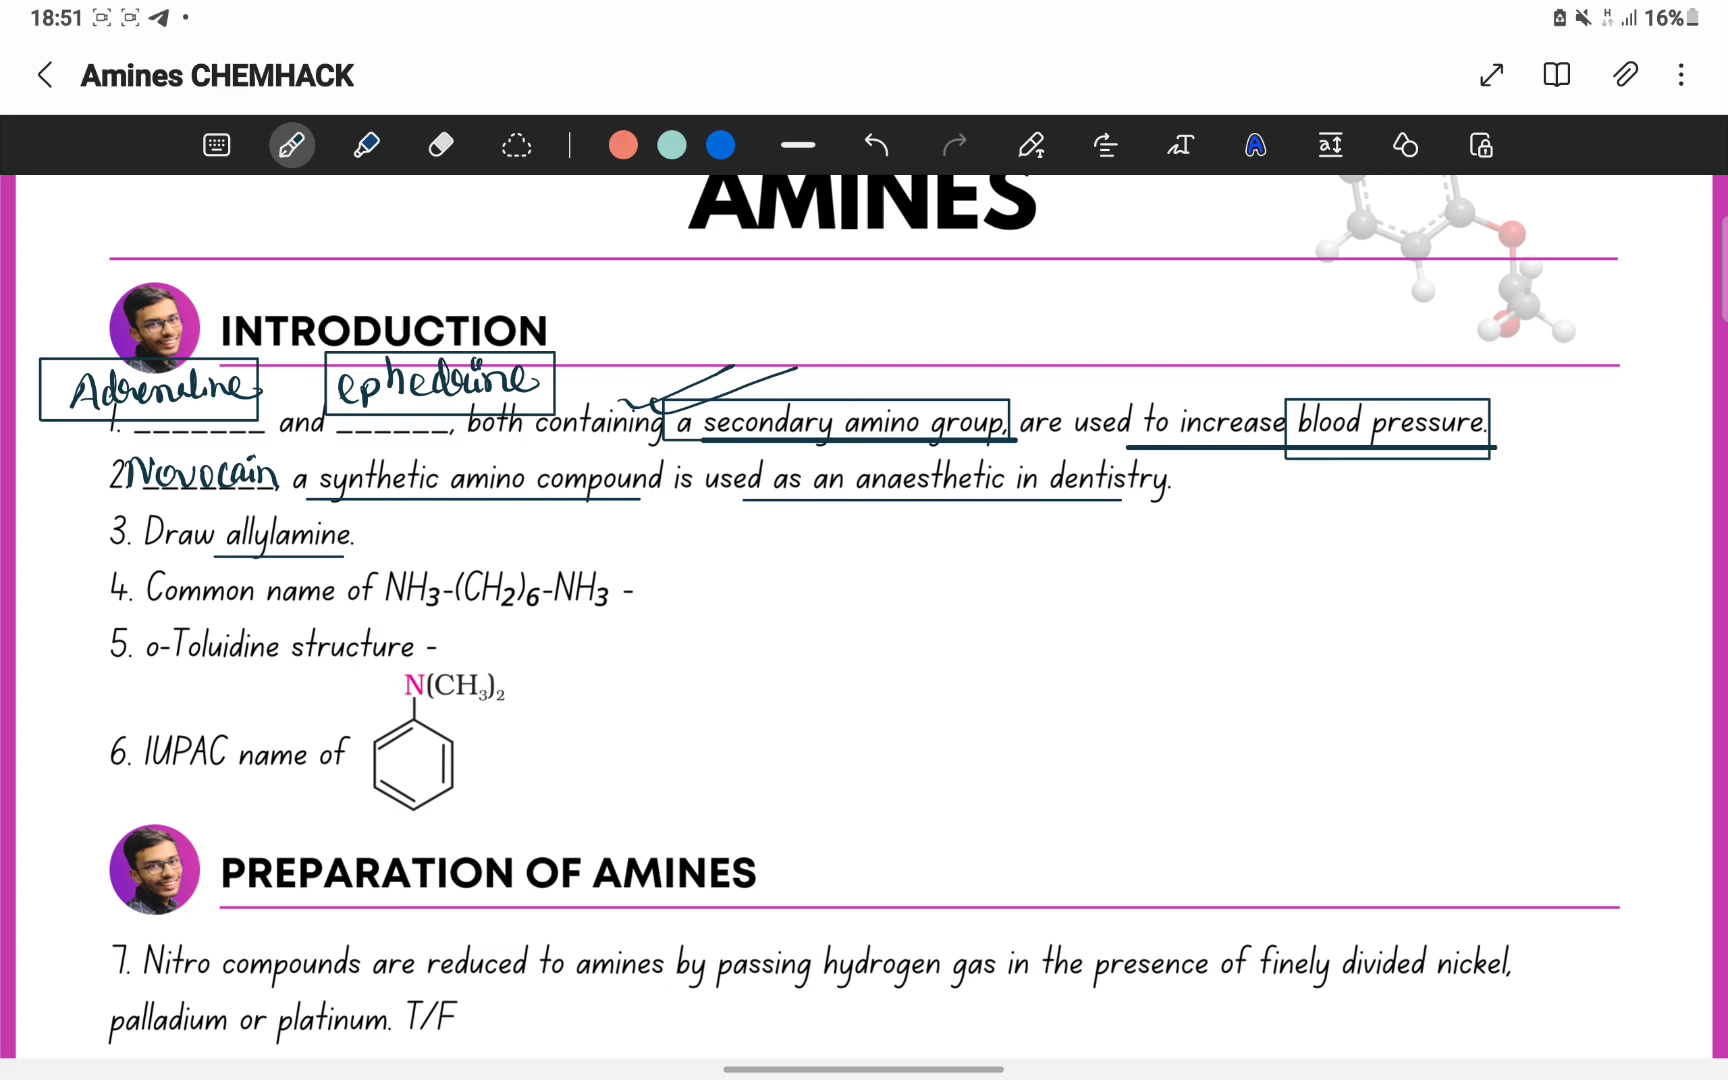 18:51
16%
Amines CHEMHACK
AMINES
INTRODUCTION
Adrenaline ephedrine
1. _______ and ______, both containing a secondary amino group, are used to increase blood pressure.
2. Novocain, a synthetic amino compound is used as an anaesthetic in dentistry.
3. Draw allylamine.
4. Common name of NH3-(CH2)6-NH3 -
5. o-Toluidine structure -
N(CH₃)₂
6. IUPAC name of
PREPARATION OF AMINES
7. Nitro compounds are reduced to amines by passing hydrogen gas in the presence of finely divided nickel,
palladium or platinum. T/F